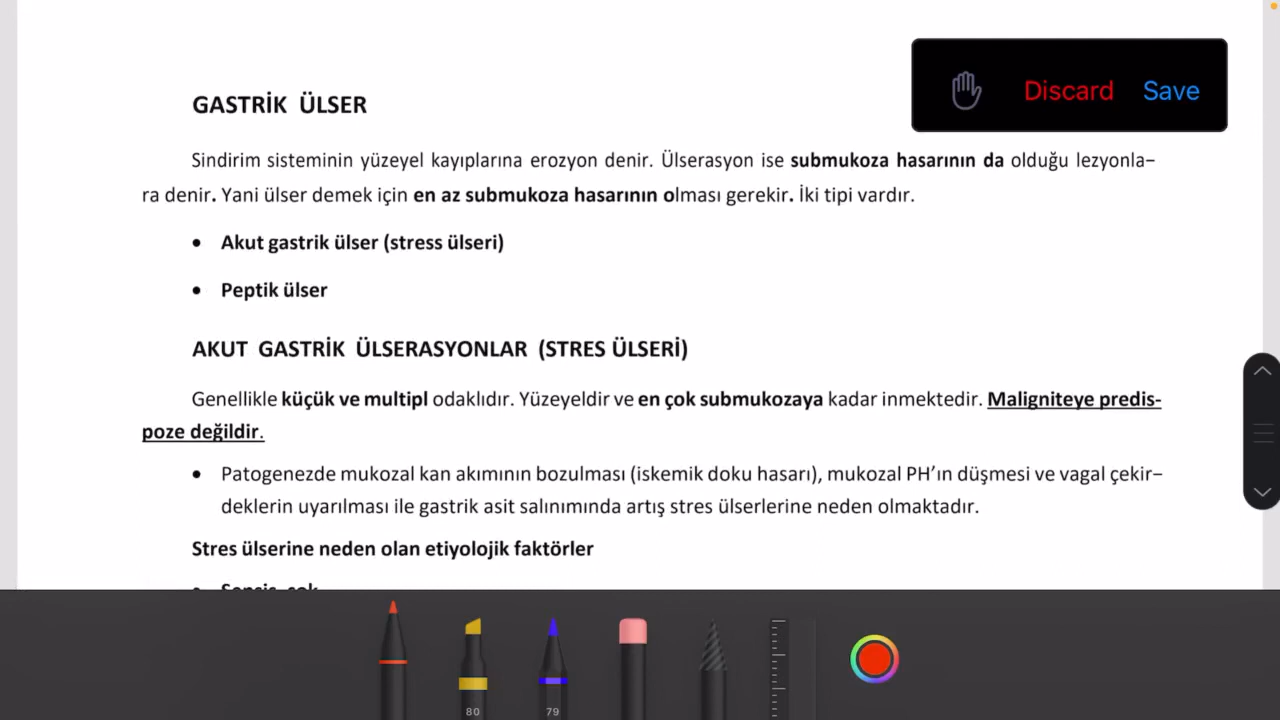 Discard Save
GASTRİK ÜLSER
Sindirim sisteminin yüzeyel kayıplarına erozyon denir. Ülserasyon ise submukoza hasarının da olduğu lezyonla-
ra denir. Yani ülser demek için en az submukoza hasarının olması gerekir. İki tipi vardır.
• Akut gastrik ülser (stress ülseri)
• Peptik ülser
AKUT GASTRİK ÜLSERASYONLAR (STRES ÜLSERİ)
Genellikle küçük ve multipl odaklıdır. Yüzeyeldir ve en çok submukozaya kadar inmektedir. Maligniteye predis-
poze değildir.
• Patogenezde mukozal kan akımının bozulması (iskemik doku hasarı), mukozal PH’ın düşmesi ve vagal çekir-
deklerin uyarılması ile gastrik asit salınımında artış stres ülserlerine neden olmaktadır.
Stres ülserine neden olan etiyolojik faktörler
• Sepsis, şok
80 79